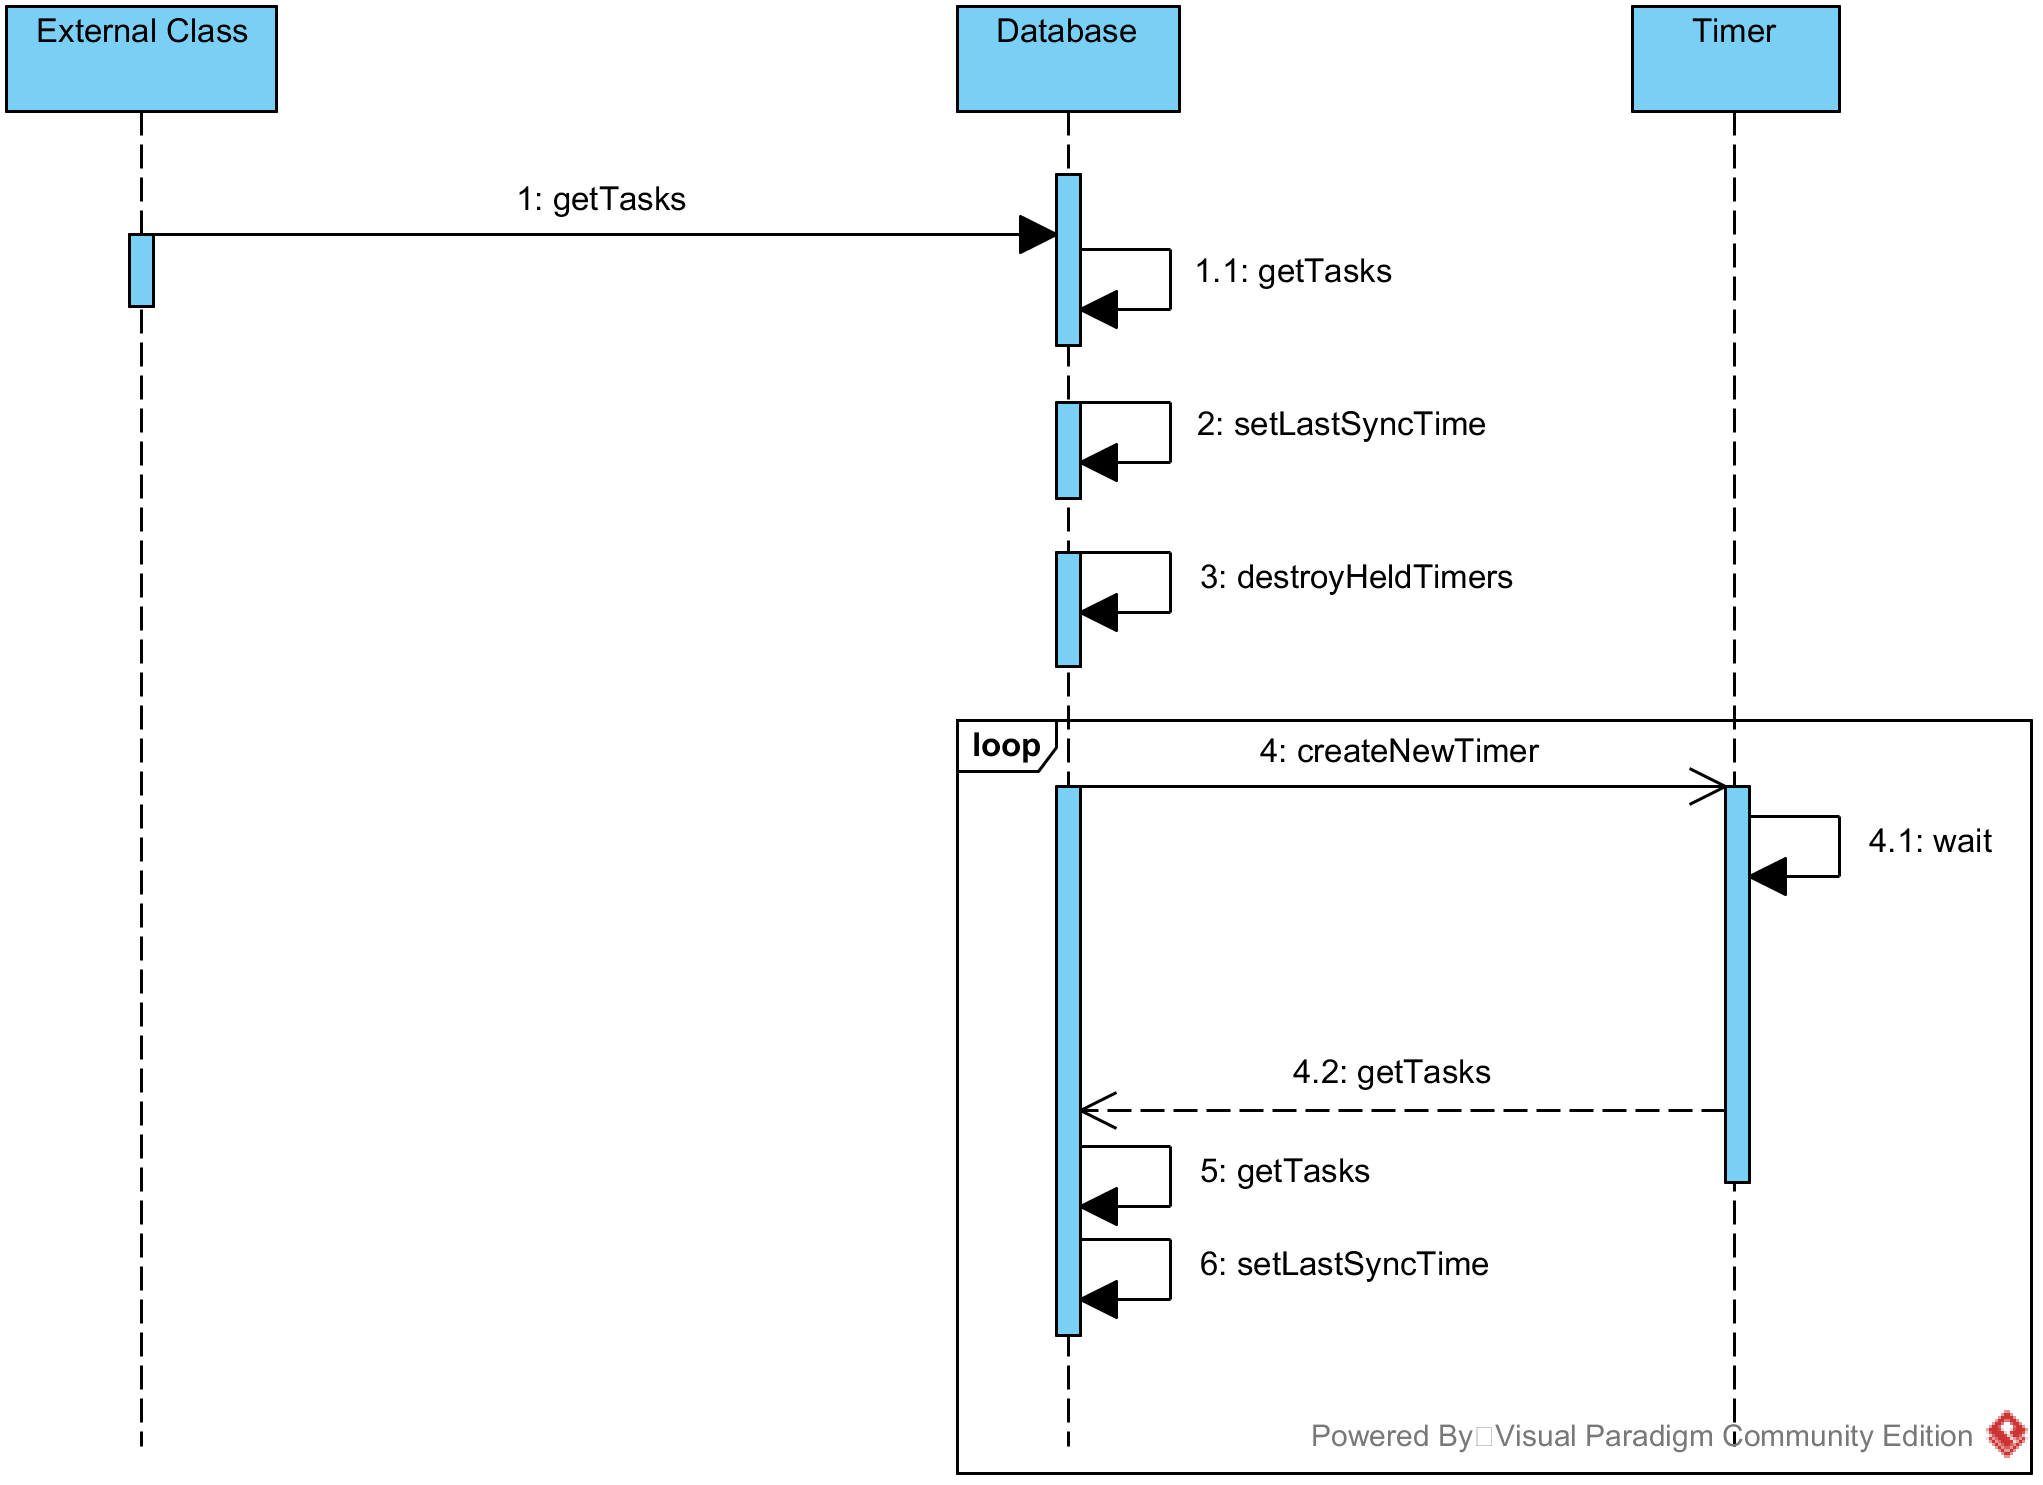 External Class
Database
Timer
1: getTasks
1.1: getTasks
2: setLastSyncTime
3: destroyHeldTimers
loop
4: createNewTimer
4.1: wait
4.2: getTasks
5: getTasks
6: setLastSyncTime
Powered By Visual Paradigm Community Edition